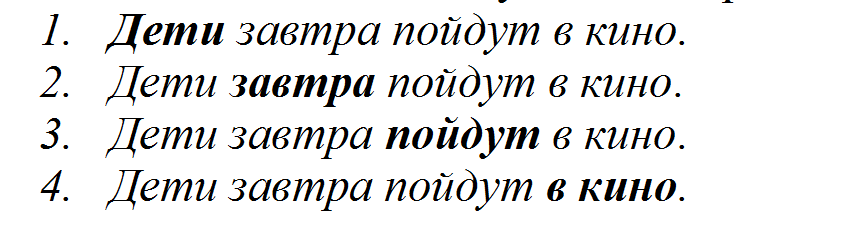 1. Дети завтра пойдут в кино.
2. Дети завтра пойдут в кино.
3. Дети завтра пойдут в кино.
4. Дети завтра пойдут в кино.